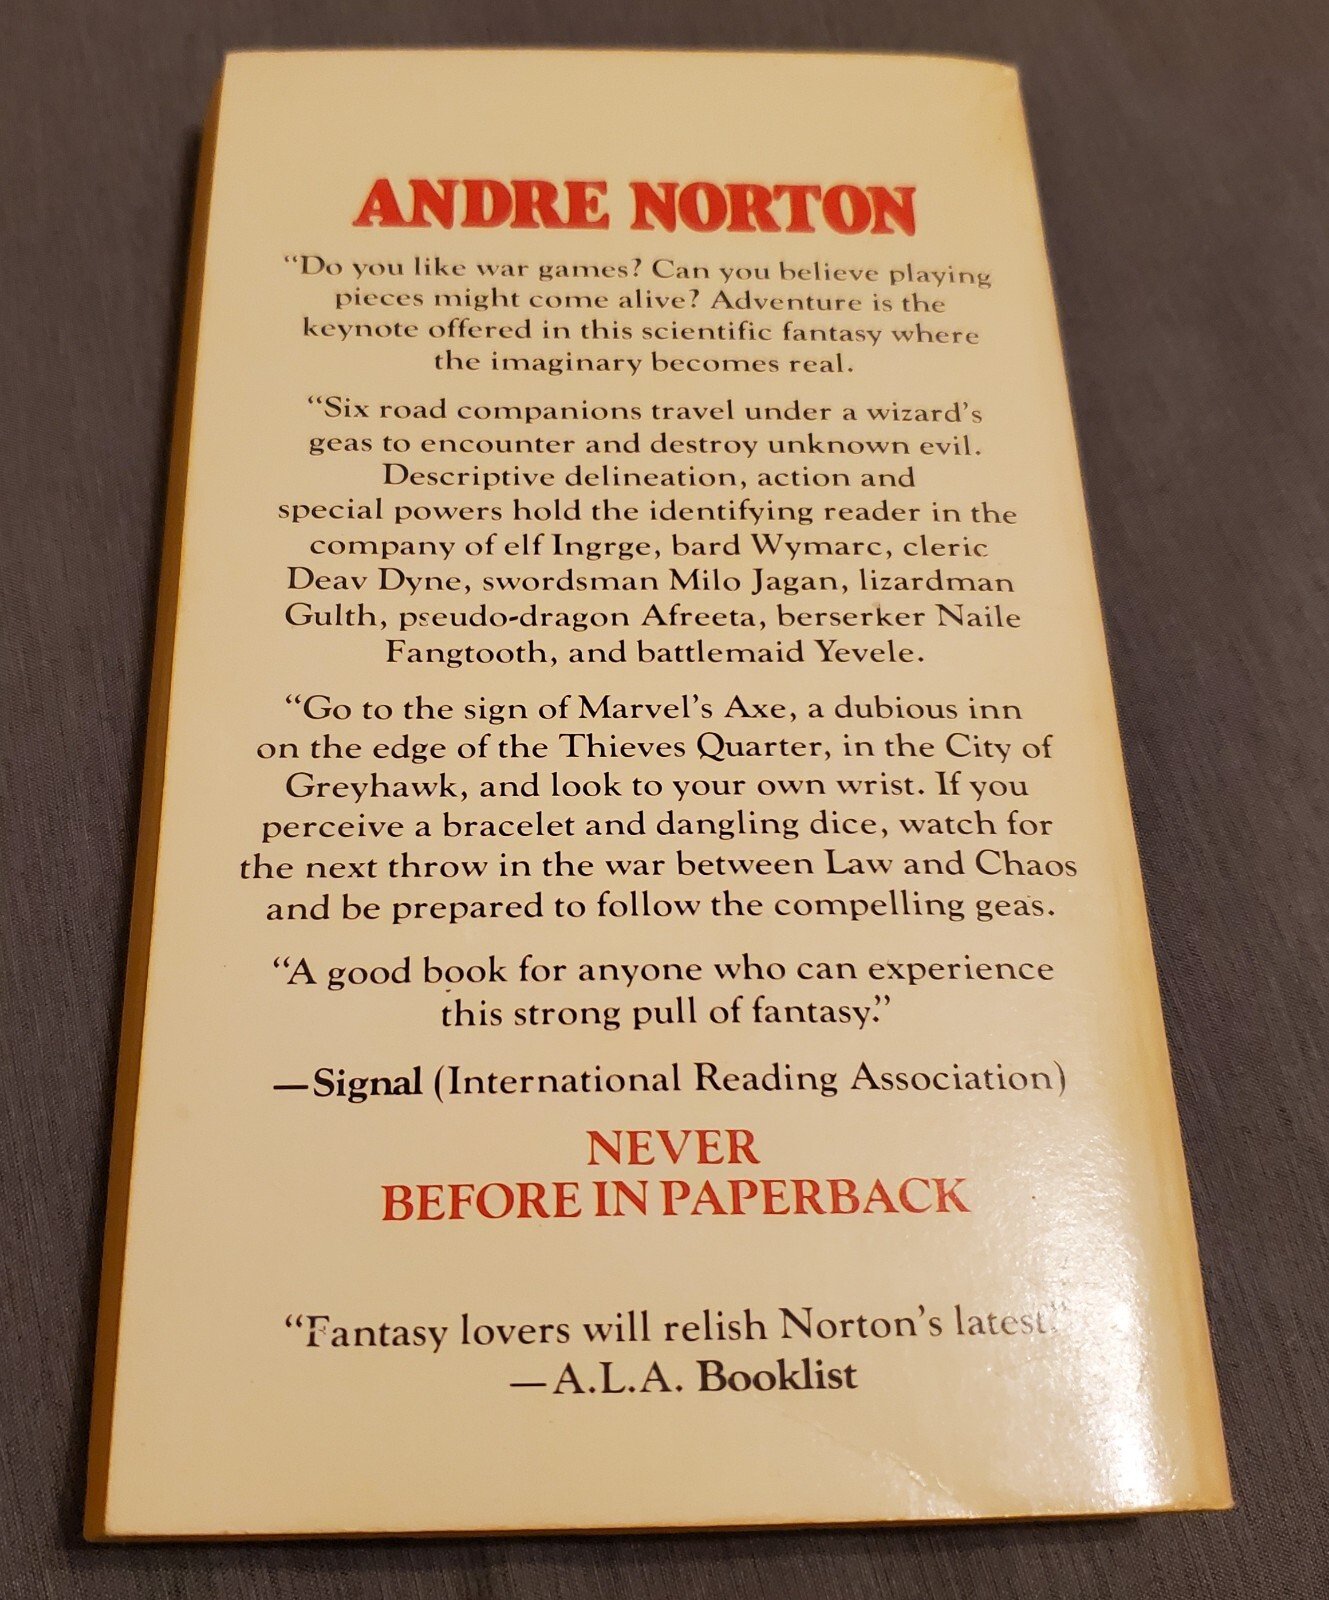 ANDRE NORTON
“Do you like war games? Can you believe playing
pieces might come alive? Adventure is the
keynote offered in this scientific fantasy where
the imaginary becomes real.
“Six road companions travel under a wizard’s
geas to encounter and destroy unknown evil.
Descriptive delineation, action and
special powers hold the identifying reader in the
company of elf Ingrge, bard Wymarc, cleric
Deav Dyne, swordsman Milo Jagan, lizardman
Gulth, pseudo-dragon Afreeta, berserker Naile
Fangtooth, and battlemaid Yevele.
“Go to the sign of Marvel’s Axe, a dubious inn
on the edge of the Thieves Quarter, in the City of
Greyhawk, and look to your own wrist. If you
perceive a bracelet and dangling dice, watch for
the next throw in the war between Law and Chaos
and be prepared to follow the compelling geas.
“A good book for anyone who can experience
this strong pull of fantasy.”
—Signal (International Reading Association)
NEVER
BEFORE IN PAPERBACK
“Fantasy lovers will relish Norton’s latest.”
—A.L.A. Booklist